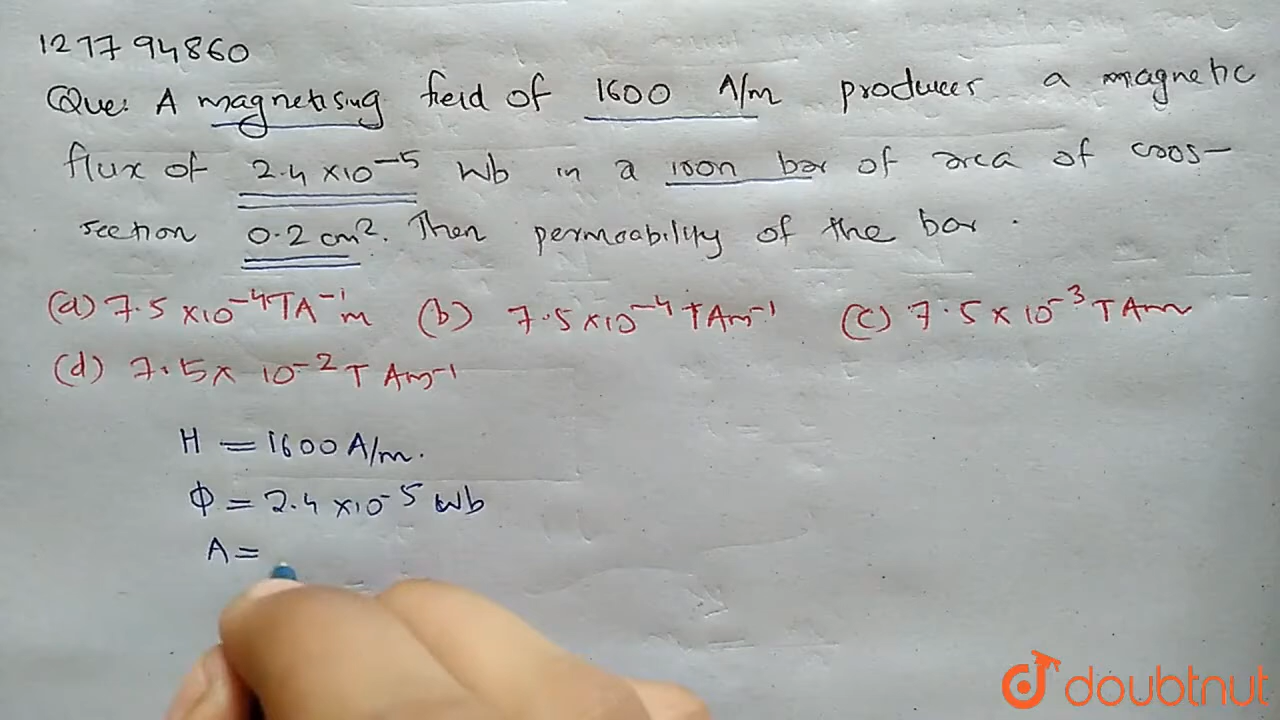 1277 94860
Que: A magnetising field of 1600 A/m produces a magnetic
flux of 2.4 ×10⁻⁵ Wb in a iron bar of area of cross-
section 0.2 cm². Then permeability of the bar.
(a) 7.5 ×10⁻⁴ TA⁻¹m (b) 7.5×10⁻⁴ TAm⁻¹ (c) 7.5×10⁻³ TAm
(d) 7.5× 10⁻² T Am⁻¹
H = 1600 A/m.
Φ = 2.4 ×10⁻⁵ Wb
A =
doubtnut